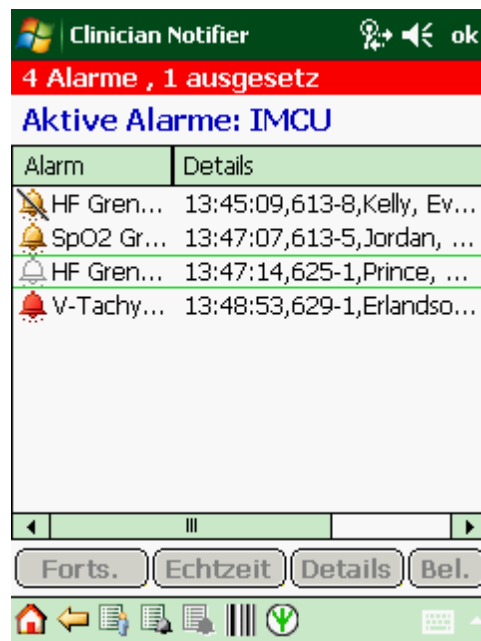 Clinician Notifier ok
4 Alarme , 1 ausgesetz
Aktive Alarme: IMCU
Alarm Details
HF Gren... 13:45:09,613-8,Kelly, Ev...
SpO2 Gr... 13:47:07,613-5,Jordan, ...
HF Gren... 13:47:14,625-1,Prince, ...
V-Tachy... 13:48:53,629-1,Erlandso...
Forts. Echtzeit Details Bel.